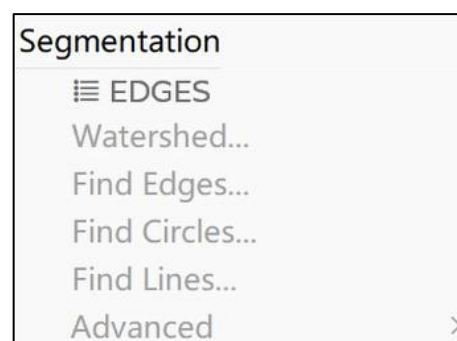 Segmentation
EDGES
Watershed...
Find Edges...
Find Circles...
Find Lines...
Advanced